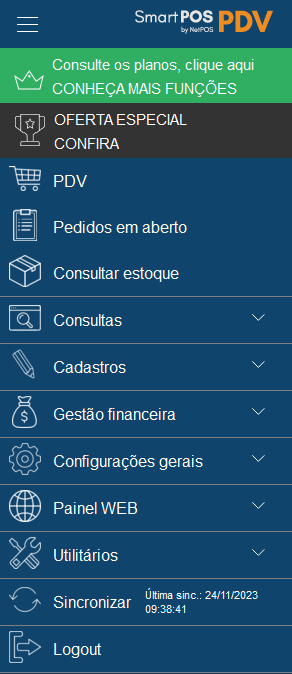 SmartPOS PDV
by NetPOS
Consulte os planos, clique aqui
CONHEÇA MAIS FUNÇÕES
OFERTA ESPECIAL
CONFIRA
PDV
Pedidos em aberto
Consultar estoque
Consultas
Cadastros
Gestão financeira
Configurações gerais
Painel WEB
Utilitários
Sincronizar
Última sinc.: 24/11/2023
09:38:41
Logout